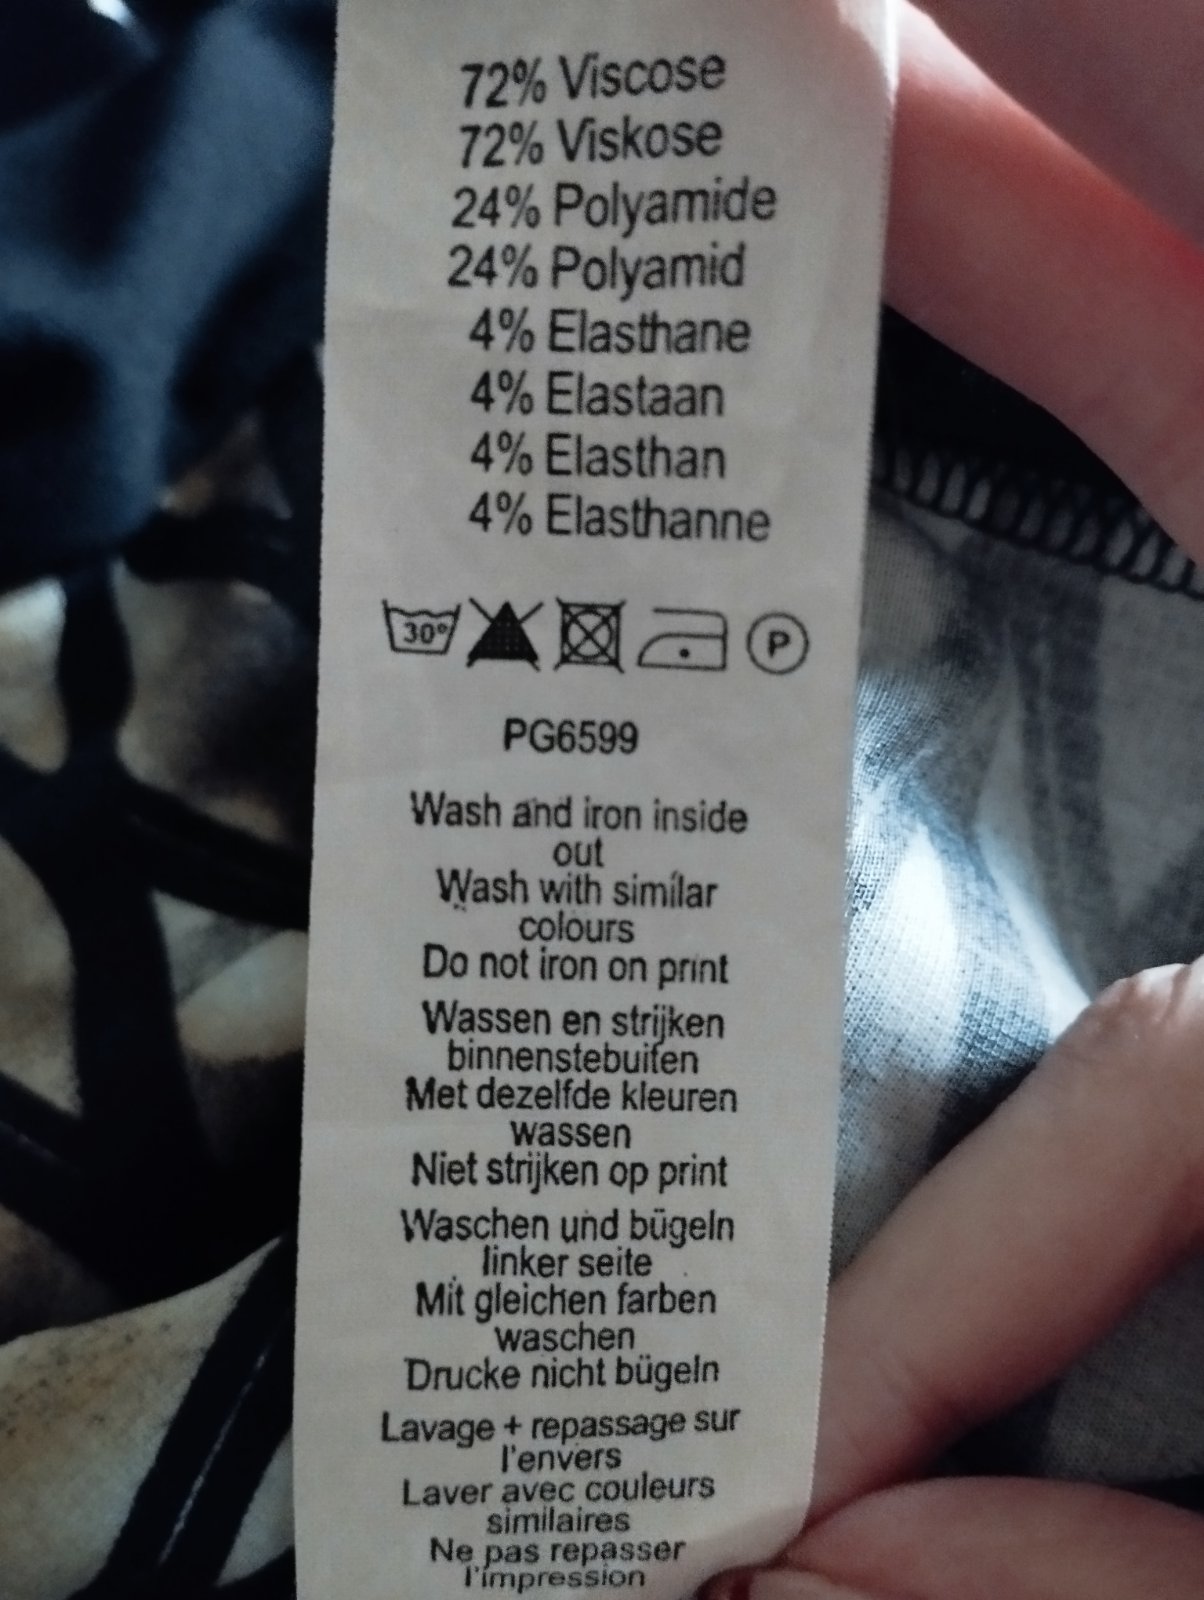 72% Viscose
72% Viskose
24% Polyamide
24% Polyamid
4% Elasthane
4% Elastaan
4% Elasthan
4% Elasthanne
30° P
PG6599
Wash and iron inside
out
Wash with similar
colours
Do not iron on print
Wassen en strijken
binnenstebuiten
Met dezelfde kleuren
wassen
Niet strijken op print
Waschen und bügeln
linker seite
Mit gleichen farben
waschen
Drucke nicht bügeln
Lavage + repassage sur
l'envers
Laver avec couleurs
similaires
Ne pas repasser
l'impression